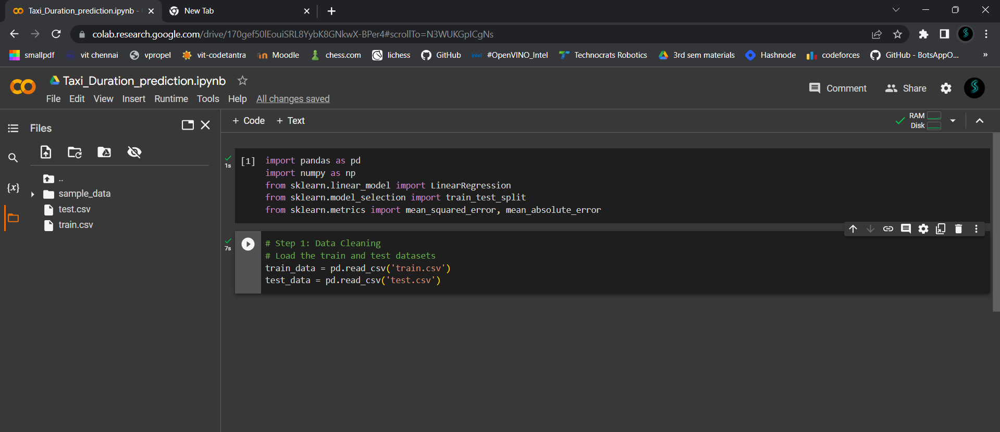 Taxi_Duration_prediction.ipynb -
New Tab
colab.research.google.com/drive/170gef50lEouiSRL8YybK8GNkwX-BPer4#scrollTo=N3WUKGpICgNs
smallpdf vit chennai vpropel vit-codetantra Moodle chess.com lichess GitHub intel #OpenVINO_Intel Technocrats Robotics 3rd sem materials Hashnode codeforces GitHub - BotsAppO... »
Taxi_Duration_prediction.ipynb
Comment Share
File Edit View Insert Runtime Tools Help All changes saved
Files
+ Code + Text
RAM
Disk
..
sample_data
test.csv
train.csv
{x}
1s
[1] import pandas as pd
import numpy as np
from sklearn.linear_model import LinearRegression
from sklearn.model_selection import train_test_split
from sklearn.metrics import mean_squared_error, mean_absolute_error
7s
# Step 1: Data Cleaning
# Load the train and test datasets
train_data = pd.read_csv('train.csv')
test_data = pd.read_csv('test.csv')